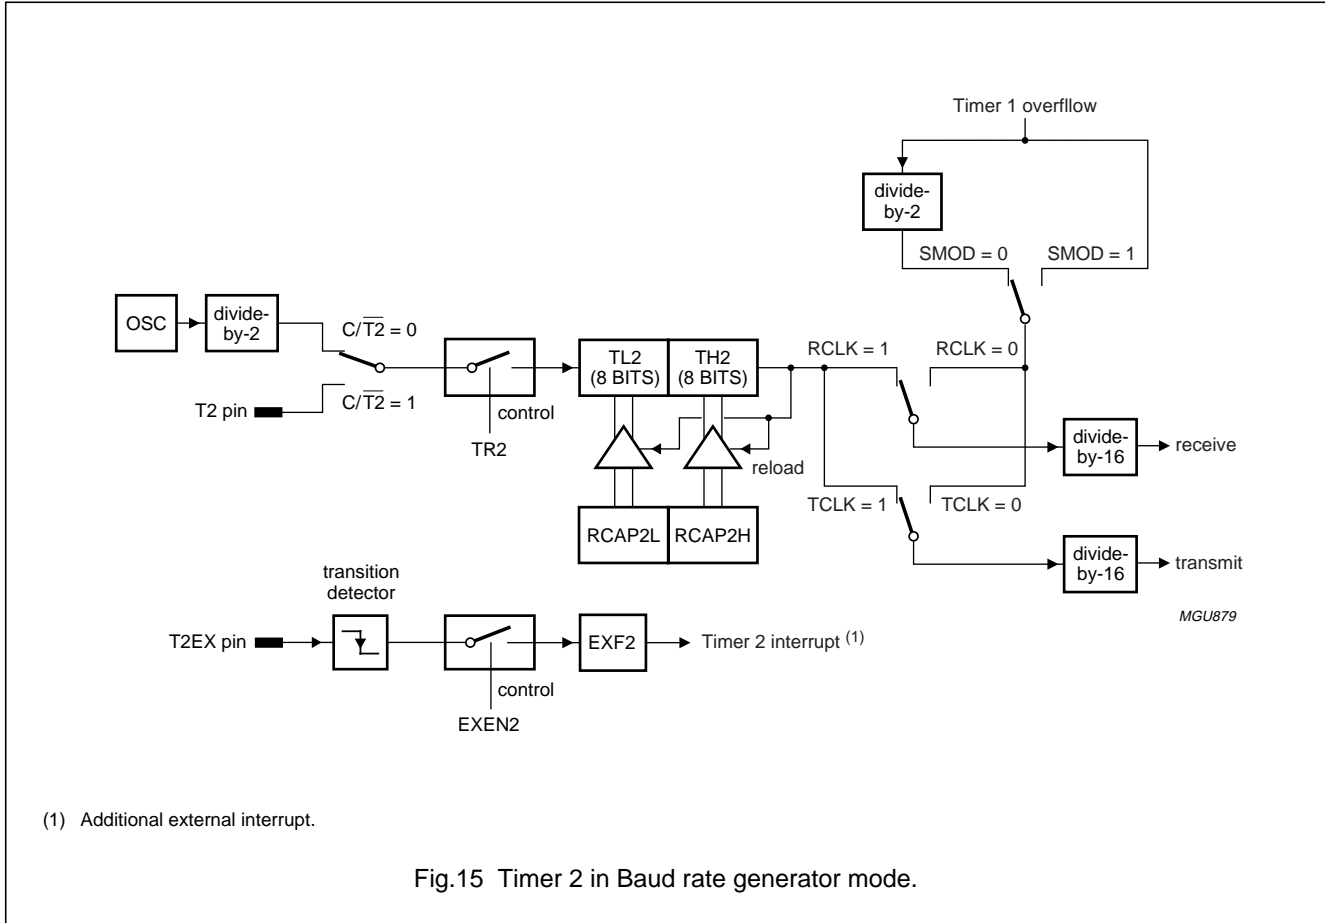 Timer 1 overfllow
divide-
by-2
SMOD = 0
SMOD = 1
OSC
divide-
by-2
C/T2̅ = 0
T2 pin
C/T2̅ = 1
control
TR2
TL2
(8 BITS)
TH2
(8 BITS)
reload
RCAP2L
RCAP2H
RCLK = 1
RCLK = 0
divide-
by-16
receive
TCLK = 1
TCLK = 0
divide-
by-16
transmit
MGU879
transition
detector
T2EX pin
control
EXEN2
EXF2
Timer 2 interrupt (1)
(1) Additional external interrupt.
Fig.15 Timer 2 in Baud rate generator mode.